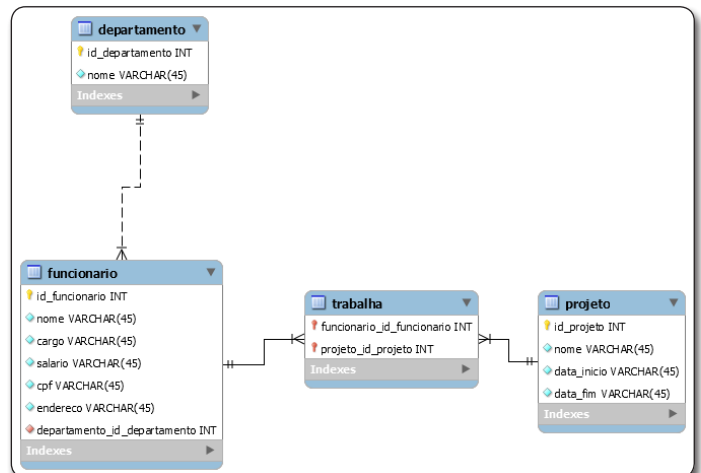 departamento
id_departamento INT
nome VARCHAR(45)
Indexes
funcionario
id_funcionario INT
nome VARCHAR(45)
cargo VARCHAR(45)
salario VARCHAR(45)
cpf VARCHAR(45)
endereco VARCHAR(45)
departamento_id_departamento INT
Indexes
trabalha
funcionario_id_funcionario INT
projeto_id_projeto INT
Indexes
projeto
id_projeto INT
nome VARCHAR(45)
data_inicio VARCHAR(45)
data_fim VARCHAR(45)
Indexes